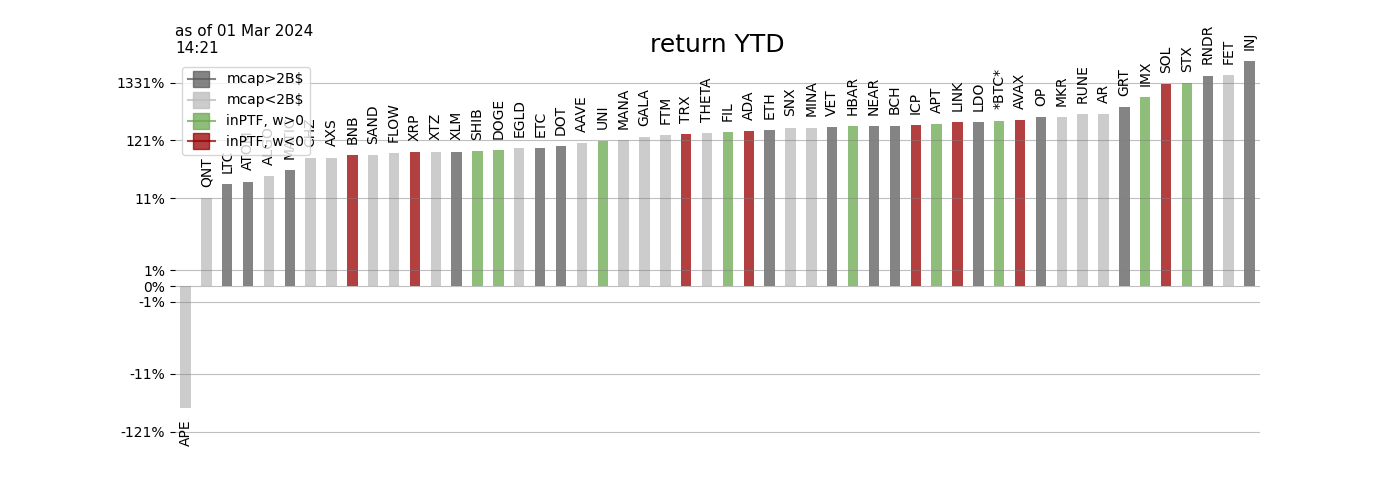 as of 01 Mar 2024
14:21
return YTD
mcap>2B$
mcap<2B$
inPTF, w>0
inPTF, w<0
1331%
121%
11%
1%
0%
-1%
-11%
-121%
APE
QNT
LTC
ATOM
ALGO
MATIC
CHZ
AXS
BNB
SAND
FLOW
XRP
XTZ
XLM
SHIB
DOGE
EGLD
ETC
DOT
AAVE
UNI
MANA
GALA
FTM
TRX
THETA
FIL
ADA
ETH
SNX
MINA
VET
HBAR
NEAR
BCH
ICP
APT
LINK
LDO
*BTC*
AVAX
OP
MKR
RUNE
AR
GRT
IMX
SOL
STX
RNDR
FET
INJ